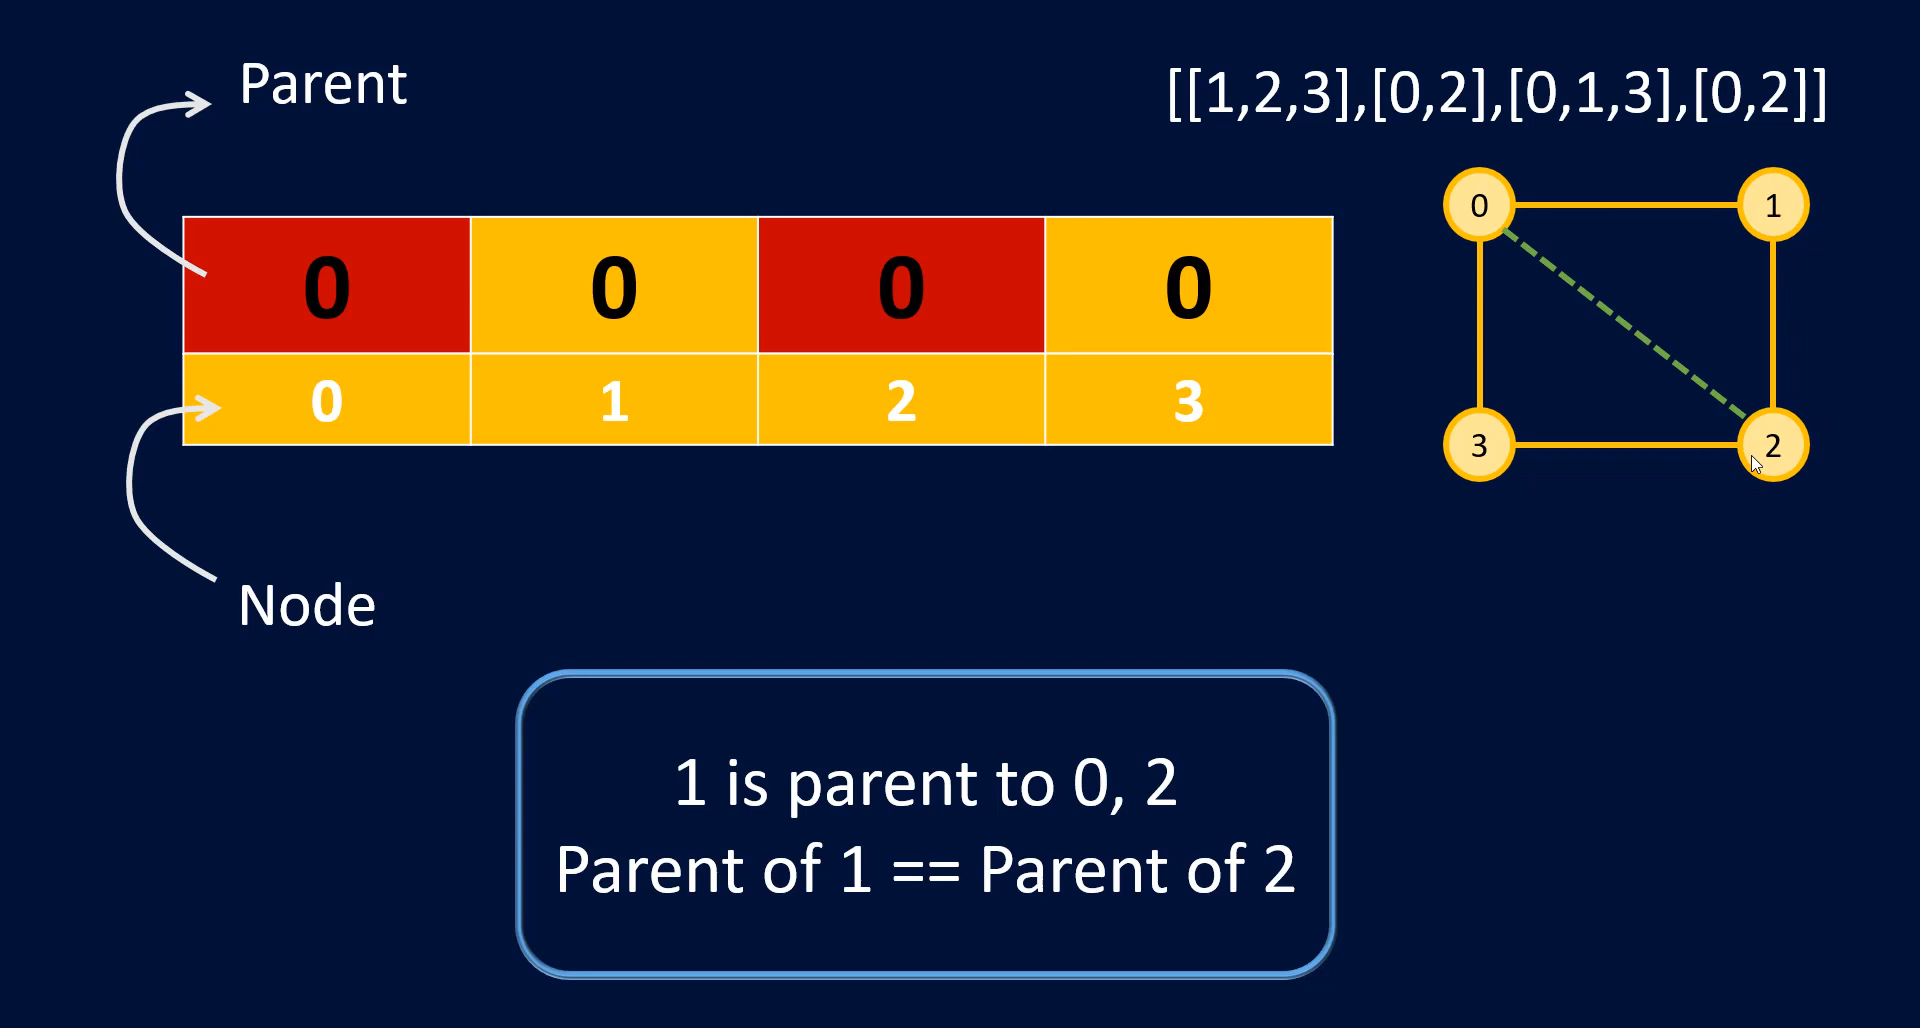 Parent
[[1,2,3],[0,2],[0,1,3],[0,2]]
0 1
0 0 0 0
0 1 2 3
3 2
Node
1 is parent to 0, 2
Parent of 1 == Parent of 2